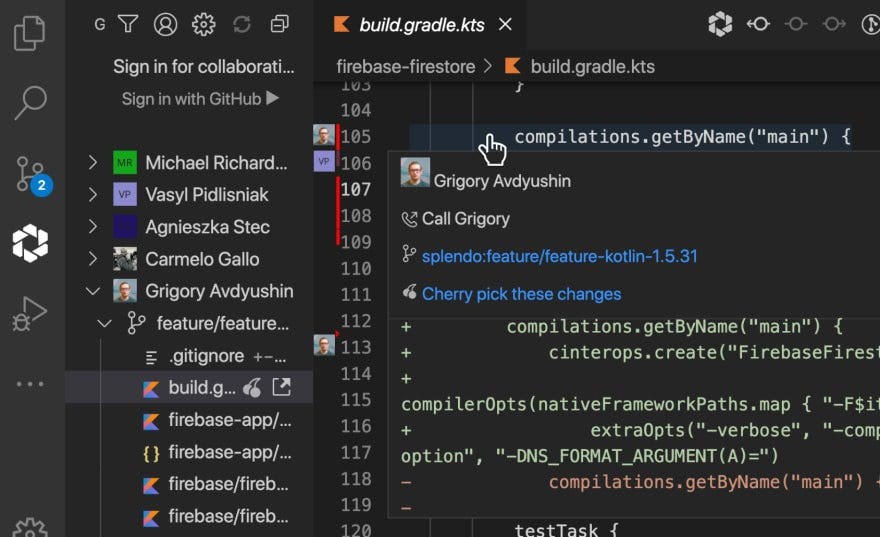 G
build.gradle.kts
Sign in for collaborati...
Sign in with GitHub
firebase-firestore > build.gradle.kts
103 }
104
105 compilations.getByName("main") {
VP 106
107
108
109
110
111
112
113
114
115
116
117
118
119
120 testTask {
2
MR Michael Richard...
VP Vasyl Pidlisniak
Agnieszka Stec
Carmelo Gallo
Grigory Avdyushin
feature/feature...
.gitignore +−...
build.g...
firebase-app/...
{} firebase-app/...
firebase/fireb...
firebase/fireb...
Grigory Avdyushin
Call Grigory
splendo:feature/feature-kotlin-1.5.31
Cherry pick these changes
+ compilations.getByName("main") {
+ cinterops.create("FirebaseFirest
+
compilerOpts(nativeFrameworkPaths.map { "-F$it
+ extraOpts("-verbose", "-comp
option", "-DNS_FORMAT_ARGUMENT(A)=")
- compilations.getByName("main") {
-